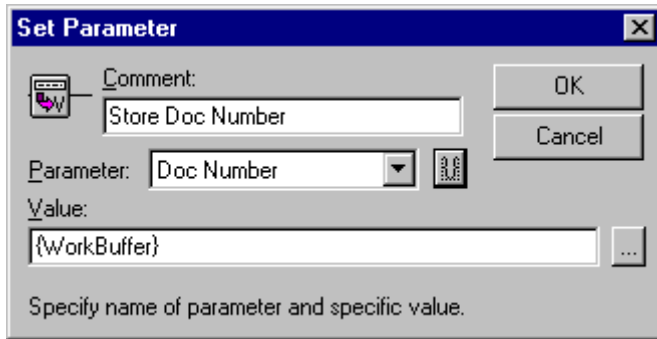 Set Parameter
Comment:
Store Doc Number
OK
Cancel
Parameter:
Doc Number
Value:
{WorkBuffer}
...
Specify name of parameter and specific value.